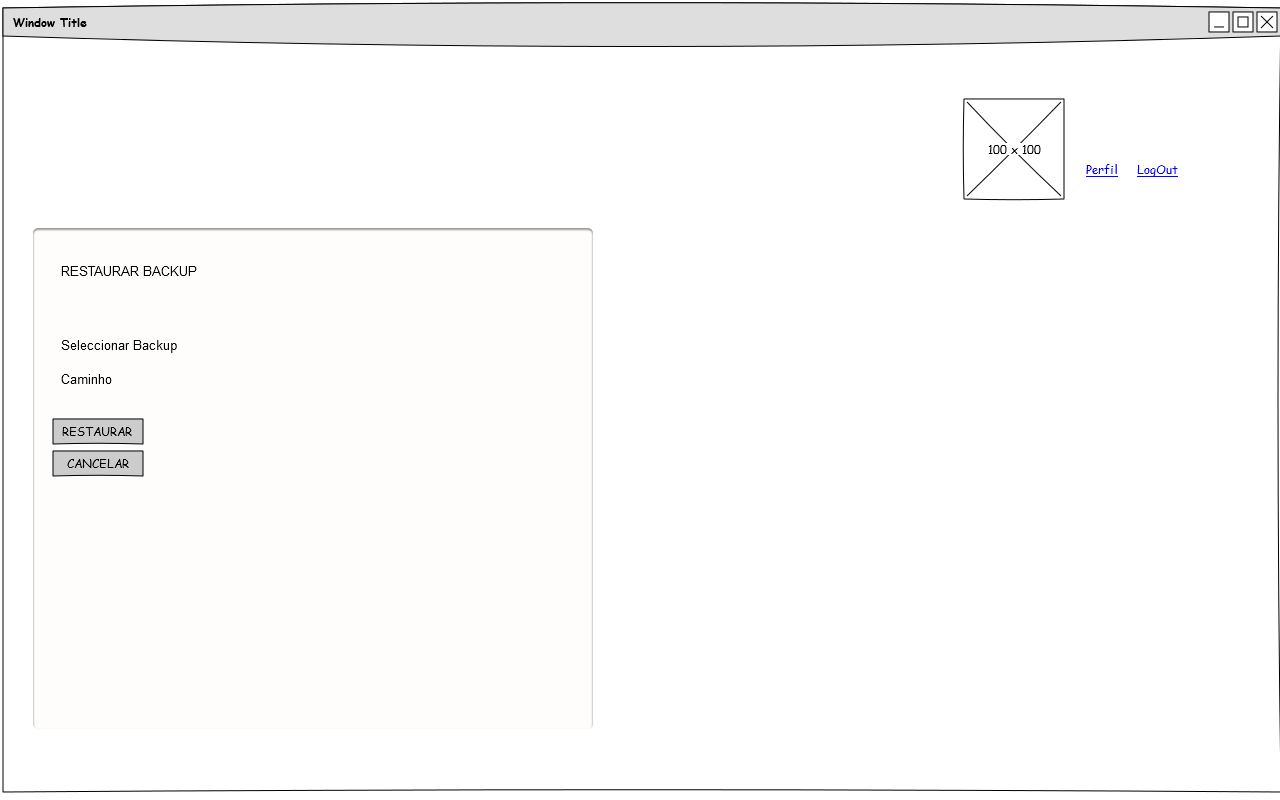 Window Title
100 x 100
Perfil LogOut
RESTAURAR BACKUP
Seleccionar Backup
Caminho
RESTAURAR
CANCELAR